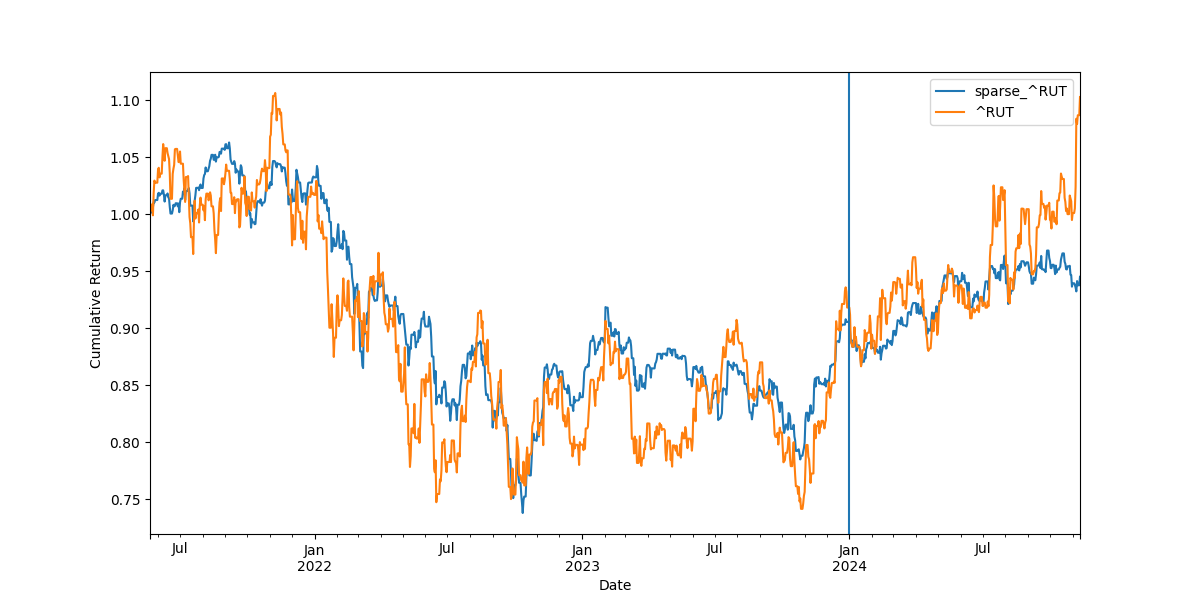 sparse_^RUT
^RUT
Cumulative Return
1.10
1.05
1.00
0.95
0.90
0.85
0.80
0.75
Jul
Jan
2022
Jul
Jan
2023
Jul
Jan
2024
Jul
Date